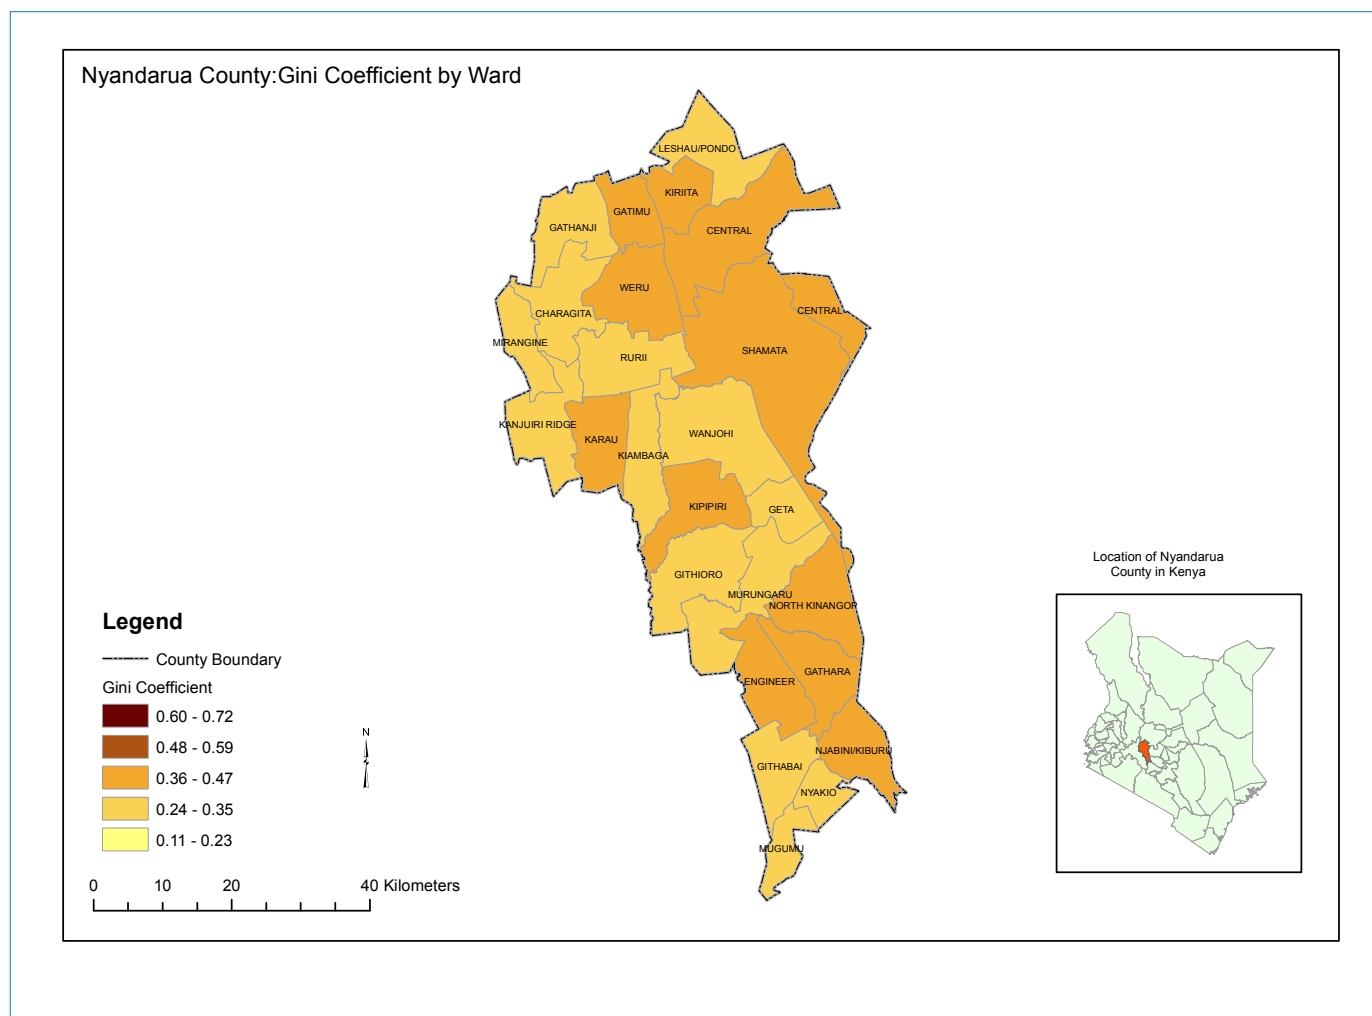 Nyandarua County:Gini Coefficient by Ward
LESHAU/PONDO
KIRIITA
GATIMU
GATHANJI
CENTRAL
WERU
CHARAGITA
CENTRAL
MIRANGINE
RURII
SHAMATA
KANJUIRI RIDGE
KARAU
WANJOHI
KIAMBAGA
KIPIPIRI
GETA
GITHIORO
MURUNGARU
NORTH KINANGOP
GATHARA
ENGINEER
NJABINI/KIBURU
GITHABAI
NYAKIO
MUGUMU
Location of Nyandarua
County in Kenya
Legend
County Boundary
Gini Coefficient
0.60 - 0.72
0.48 - 0.59
0.36 - 0.47
0.24 - 0.35
0.11 - 0.23
N
0 10 20 40 Kilometers